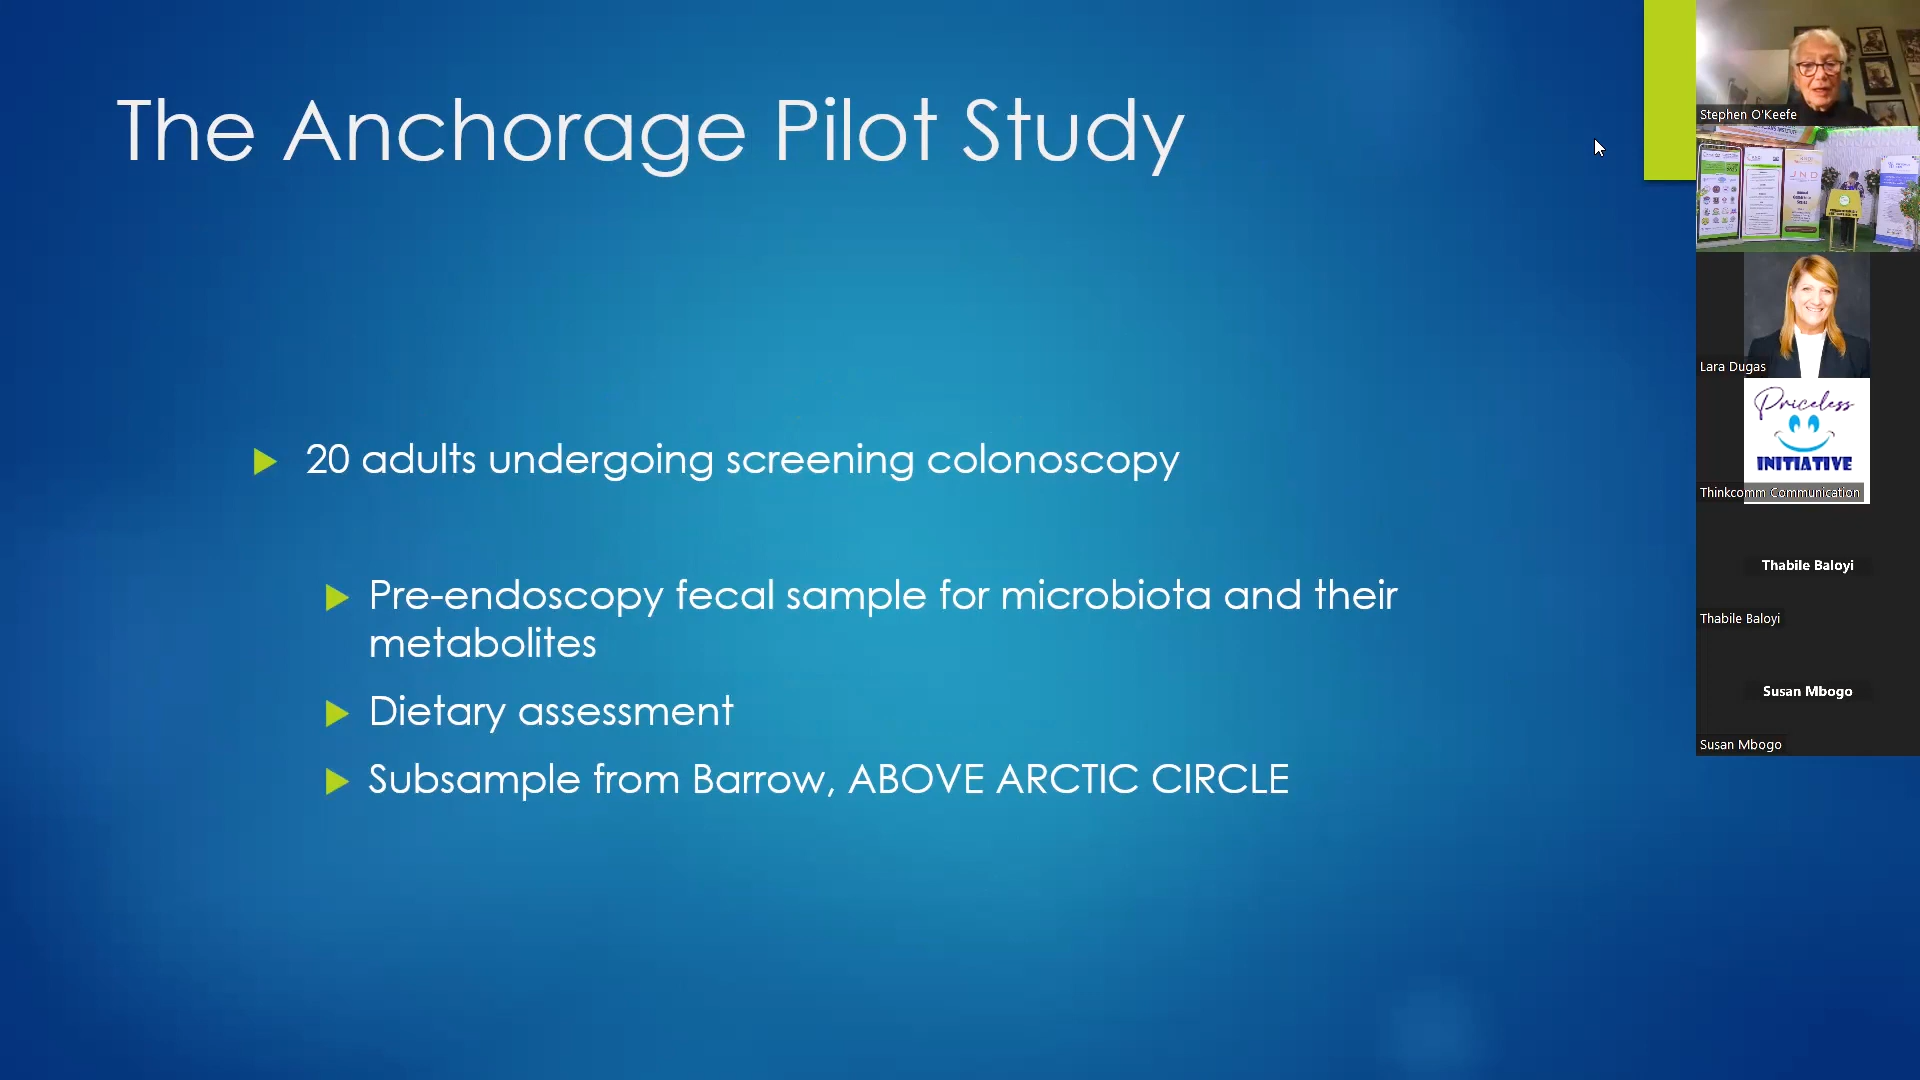 The Anchorage Pilot Study
20 adults undergoing screening colonoscopy
Pre-endoscopy fecal sample for microbiota and their
metabolites
Dietary assessment
Subsample from Barrow, ABOVE ARCTIC CIRCLE
Stephen O'Keefe
JND
Lara Dugas
Priceless
INITIATIVE
Thinkcomm Communication
Thabile Baloyi
Thabile Baloyi
Susan Mbogo
Susan Mbogo